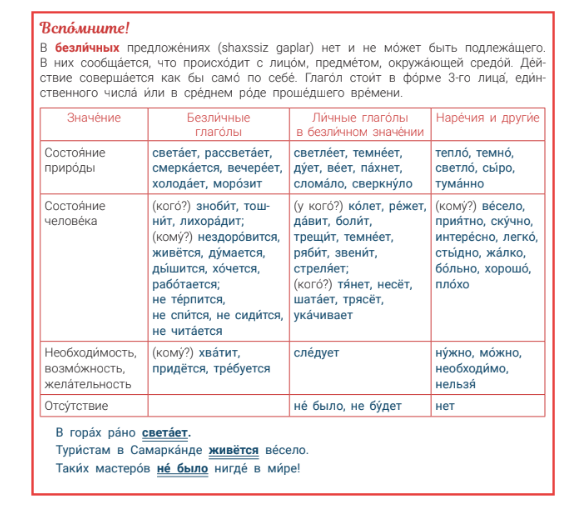 Вспо́мните!
В безли́чных предложе́ниях (shaxssiz gaplar) нет и не мо́жет быть подлежа́щего.
В них сообща́ется, что происхо́дит с лицо́м, предме́том, окружа́ющей средо́й. Де́й-
ствие соверша́ется как бы само́ по себе́. Глаго́л стои́т в фо́рме 3-го лица́, еди́н-
ственного числа́ и́ли в сре́днем ро́де проше́дшего вре́мени.
Значе́ние
Безли́чные
глаго́лы
Ли́чные глаго́лы
в безли́чном значе́нии
Наре́чия и други́е
Состоя́ние
приро́ды
света́ет, рассвета́ет,
смерка́ется, вечере́ет,
холода́ет, моро́зит
светле́ет, темне́ет,
ду́ет, ве́ет, па́хнет,
слома́ло, сверкну́ло
тепло́, темно́,
светло́, сы́ро,
тума́нно
Состоя́ние
челове́ка
(кого́?) зноби́т, тош-
ни́т, лихора́дит;
(кому́?) нездоро́вится,
живётся, ду́мается,
ды́шится, хо́чется,
рабо́тается;
не те́рпится,
не спи́тся, не сиди́тся,
не чита́ется
(у кого́?) ко́лет, ре́жет,
да́вит, боли́т,
трещи́т, темне́ет,
ряби́т, звени́т,
стреля́ет;
(кого́?) тя́нет, несёт,
шата́ет, трясёт,
ука́чивает
(кому́?) ве́село,
прия́тно, ску́чно,
интере́сно, легко́,
сты́дно, жа́лко,
бо́льно, хорошо́,
пло́хо
Необходи́мость,
возмо́жность,
жела́тельность
(кому́?) хва́тит,
придётся, тре́буется
сле́дует
ну́жно, мо́жно,
необходи́мо,
нельзя́
Отсу́тствие
не́ было, не бу́дет
нет
В гора́х ра́но света́ет.
Тури́стам в Самарка́нде живётся ве́село.
Таки́х мастеро́в не́ было нигде́ в ми́ре!